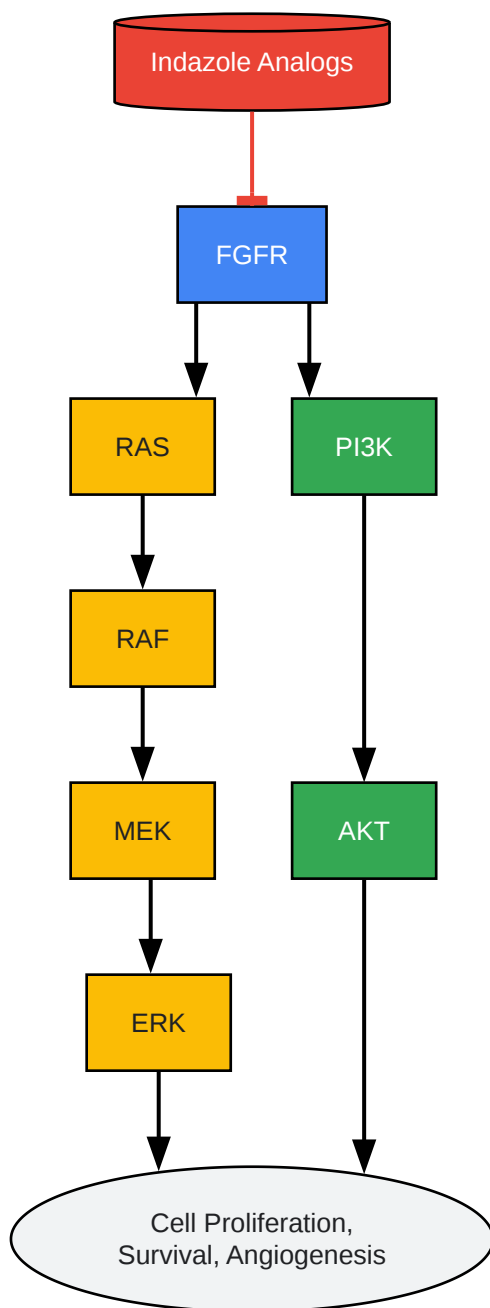 Indazole Analogs
FGFR
RAS
PI3K
RAF
MEK
AKT
ERK
Cell Proliferation,
Survival, Angiogenesis